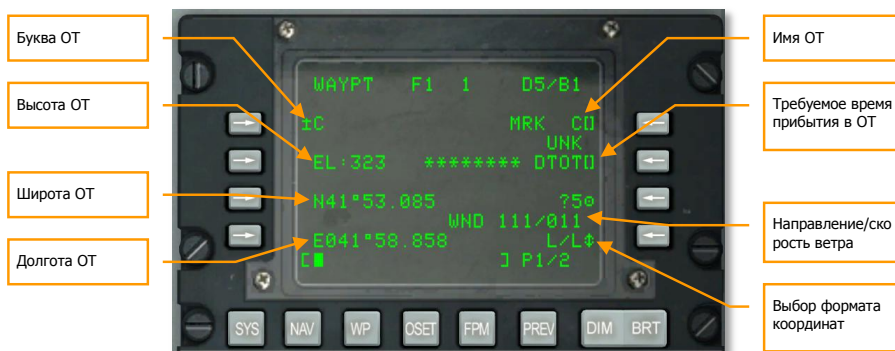 Буква ОТ
Высота ОТ
Широта ОТ
Долгота ОТ
WAYPT F1 1 D5/B1
±C MRK C[]
UNK
EL:323 ******** DTOT[]
N41°53.085 ?5⊙
WND 111/011
E041°58.858 L/L⇕
[ ] P1/2
SYS NAV WP OSET FPM PREV DIM BRT
Имя ОТ
Требуемое время
прибытия в ОТ
Направление/ско
рость ветра
Выбор формата
координат